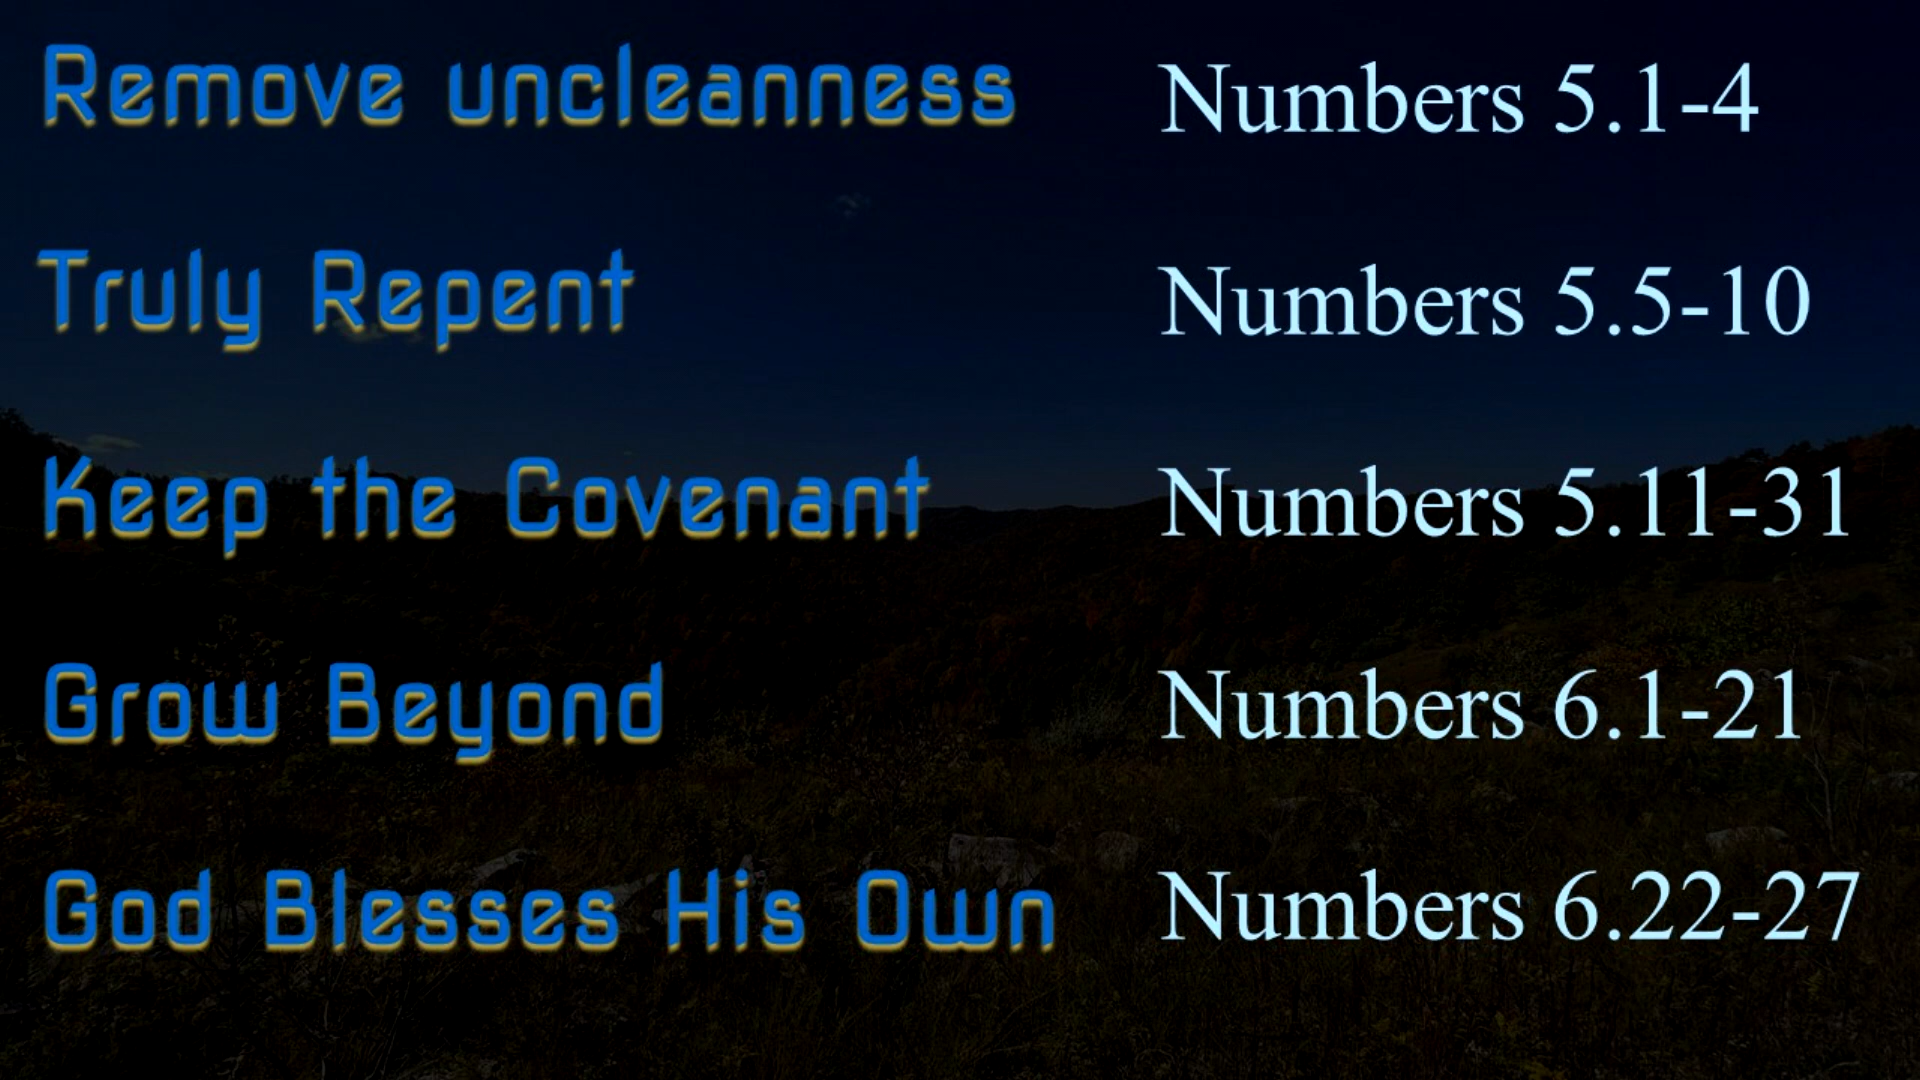 Remove uncleanness Numbers 5.1-4
Truly Repent Numbers 5.5-10
Keep the Covenant Numbers 5.11-31
Grow Beyond Numbers 6.1-21
God Blesses His Own Numbers 6.22-27